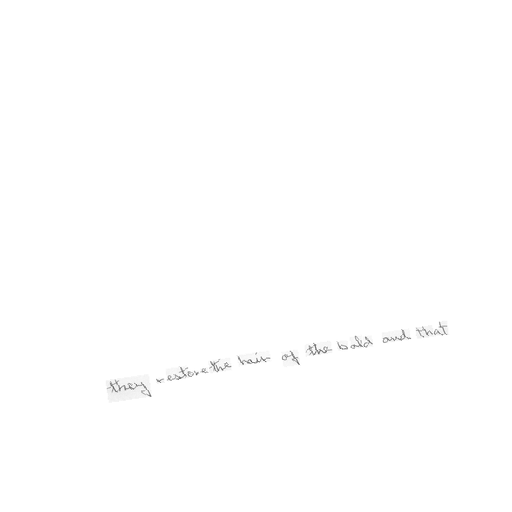 they restore the hair of the bald and that